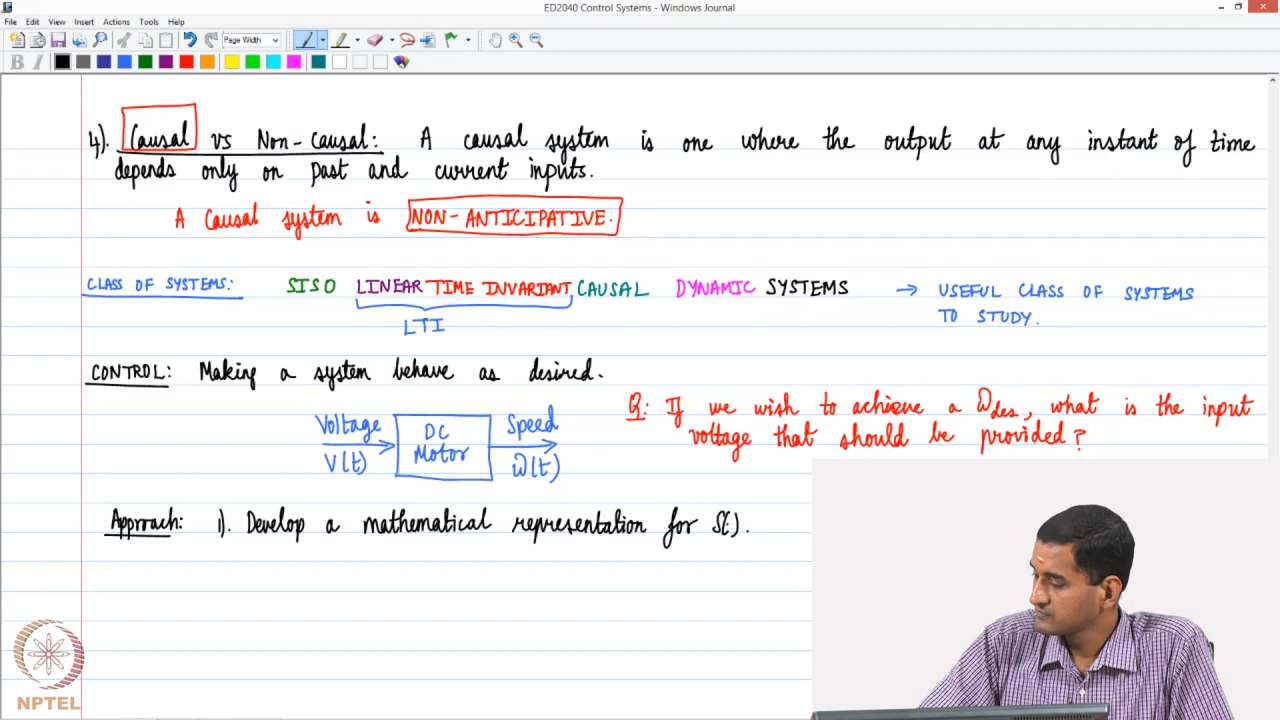 ED2040 Control Systems - Windows Journal
File Edit View Insert Actions Tools Help
Page Width
B I
4). Causal vs Non-Causal: A causal system is one where the output at any instant of time
depends only on past and current inputs.
A causal system is NON-ANTICIPATIVE.
CLASS OF SYSTEMS: SISO LINEAR TIME INVARIANT CAUSAL DYNAMIC SYSTEMS → USEFUL CLASS OF SYSTEMS
TO STUDY.
LTI
CONTROL: Making a system behave as desired.
Q: If we wish to achieve a ωdes, what is the input
voltage that should be provided?
Voltage
V(t)
DC
Motor
Speed
ω(t)
Approach: 1). Develop a mathematical representation for S().
NPTEL